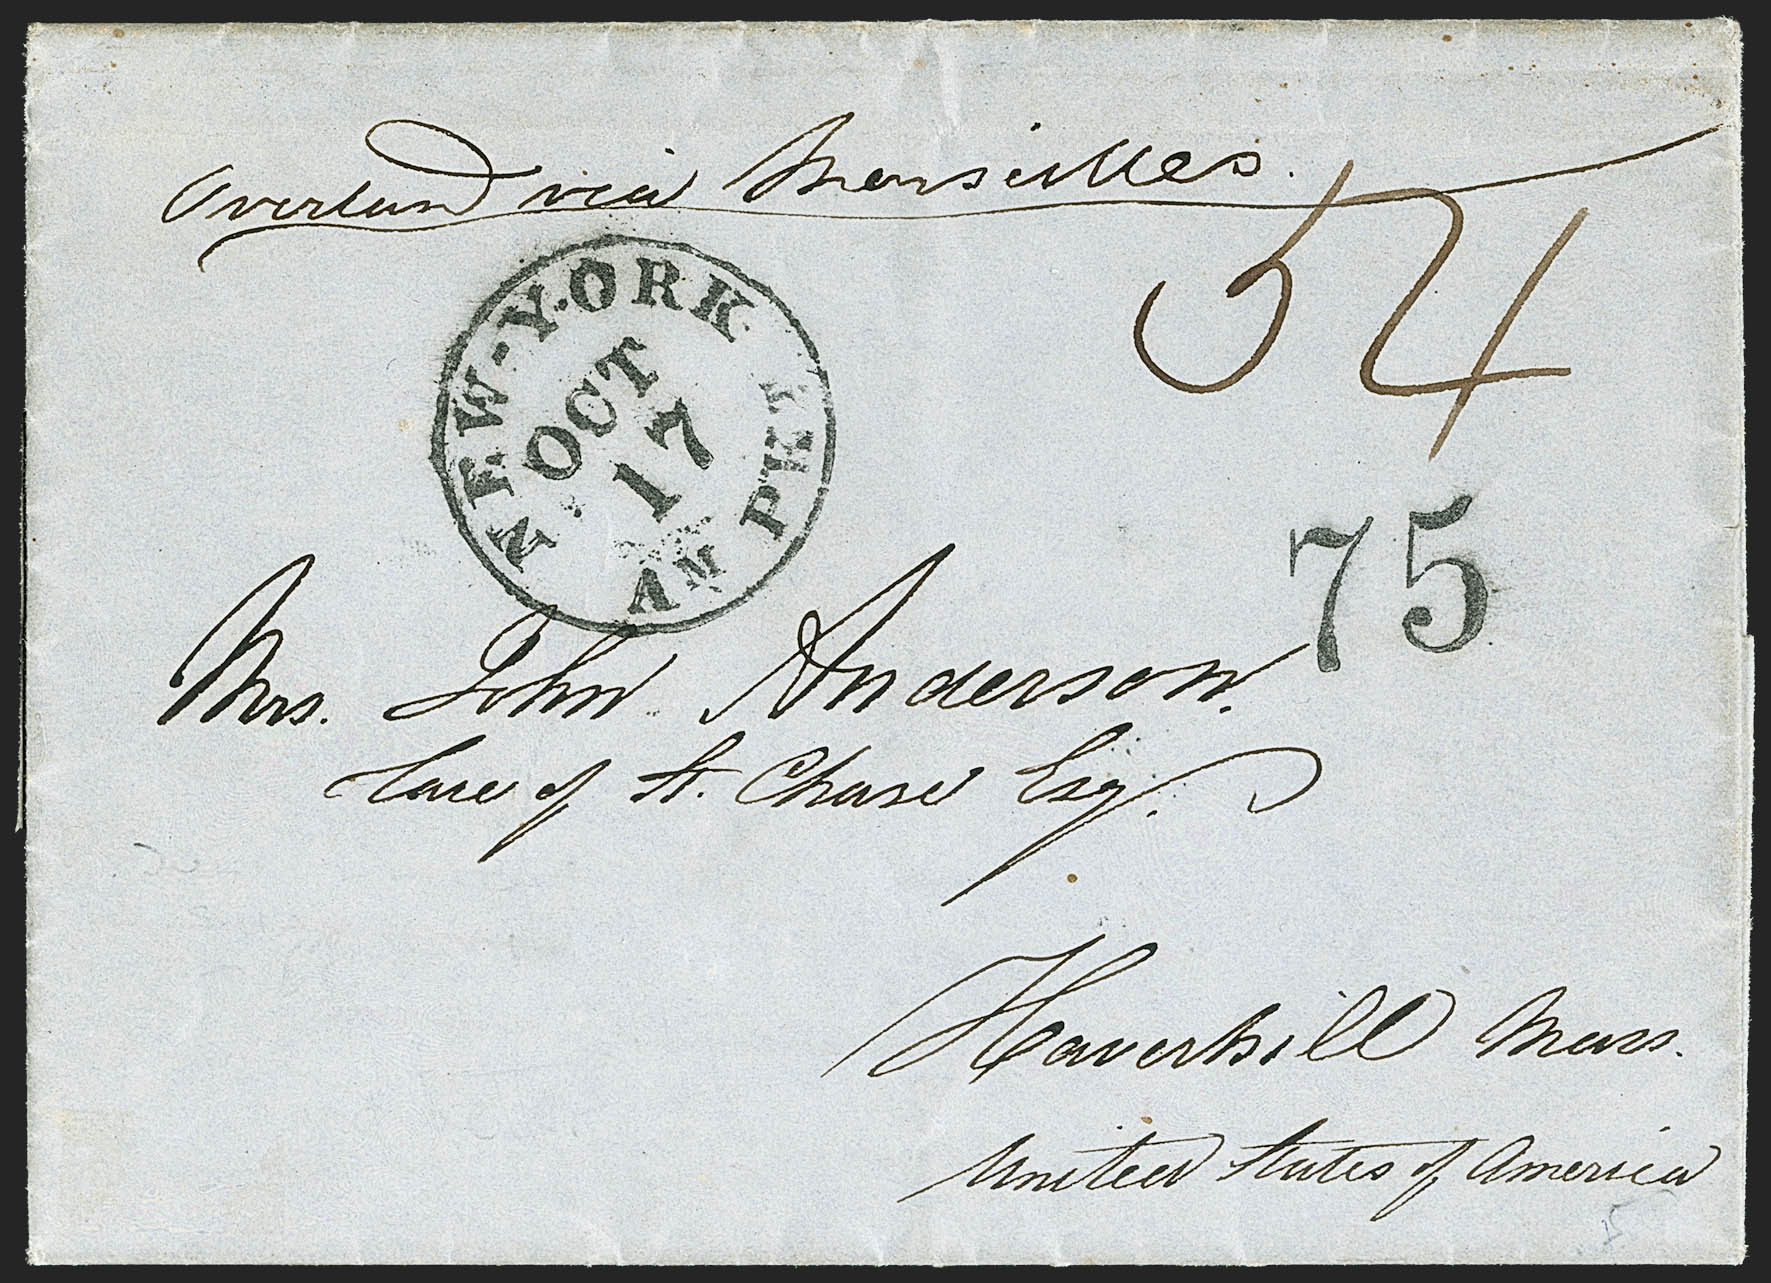 Overland via Marseilles.
54
NEW-YORK
OCT
17
AM PKT
75
Mrs. John Anderson.
Care of St. Chase Esq.
Haverhill Mass.
United States of America